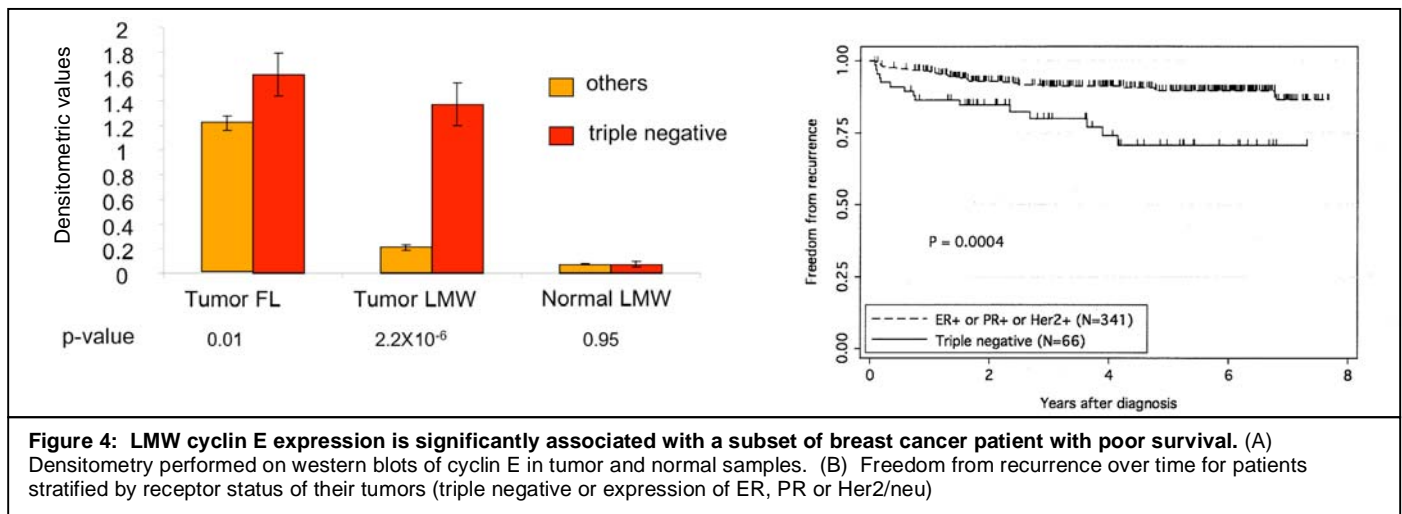 Densitometric values
2
1.8
1.6
1.4
1.2
1
0.8
0.6
0.4
0.2
0
others
triple negative
Tumor FL Tumor LMW Normal LMW
p-value 0.01 2.2X10-6 0.95
Freedom from recurrence
1.00
0.75
0.50
0.25
0.00
P = 0.0004
ER+ or PR+ or Her2+ (N=341)
Triple negative (N=66)
0 2 4 6 8
Years after diagnosis
Figure 4: LMW cyclin E expression is significantly associated with a subset of breast cancer patient with poor survival. (A)
Densitometry performed on western blots of cyclin E in tumor and normal samples. (B) Freedom from recurrence over time for patients
stratified by receptor status of their tumors (triple negative or expression of ER, PR or Her2/neu)